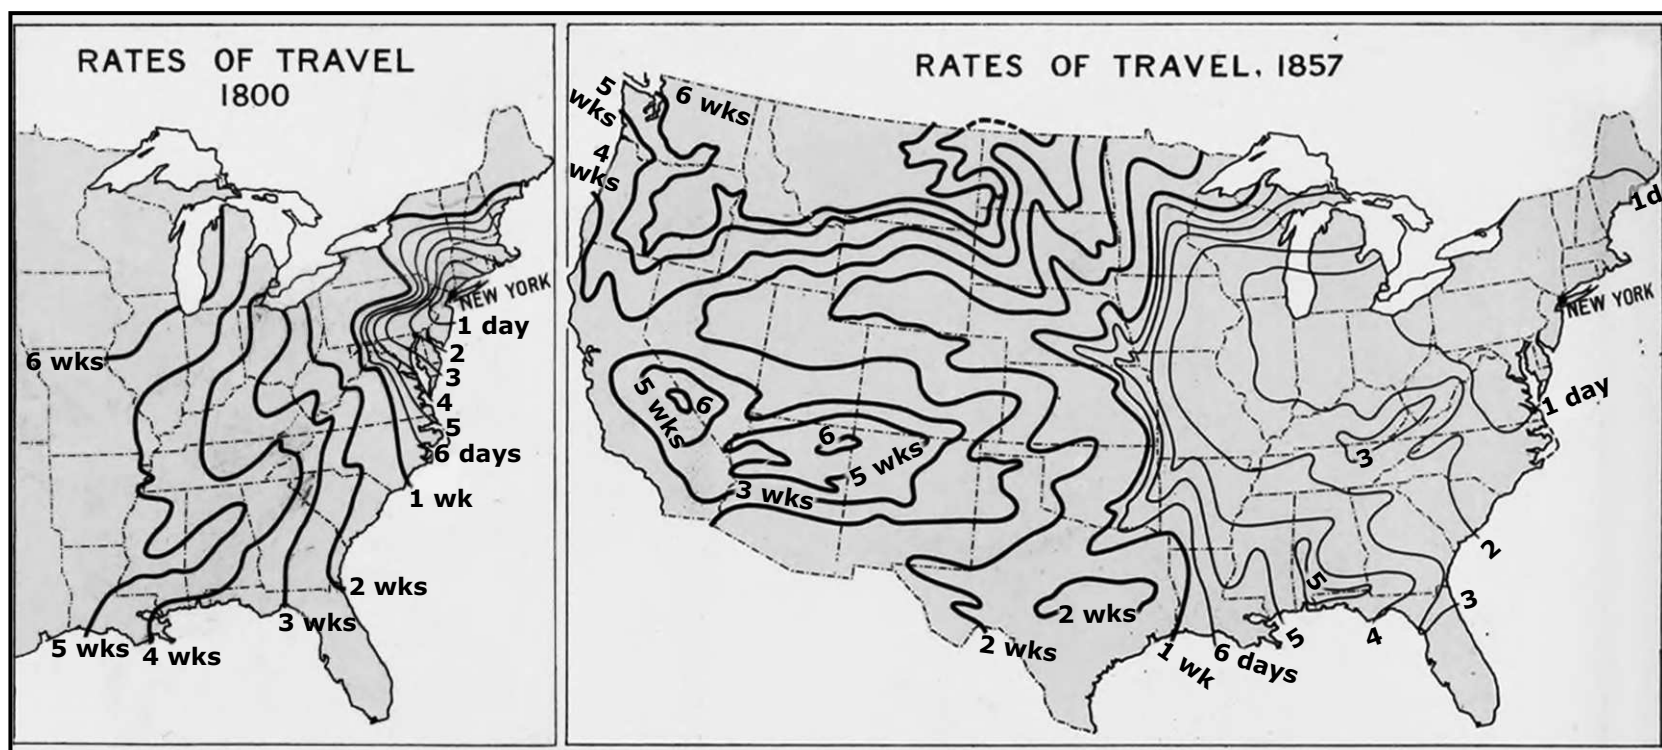 RATES OF TRAVEL
1800
NEW YORK
1 day
2
3
4
5
6 days
1 wk
6 wks
2 wks
3 wks
5 wks
4 wks
RATES OF TRAVEL, 1857
5
wks
6 wks
4
wks
1d
NEW YORK
1 day
5 wks
6
6
5 wks
3 wks
3
2
5
3
2 wks
2 wks
1 wk
6 days
5
4